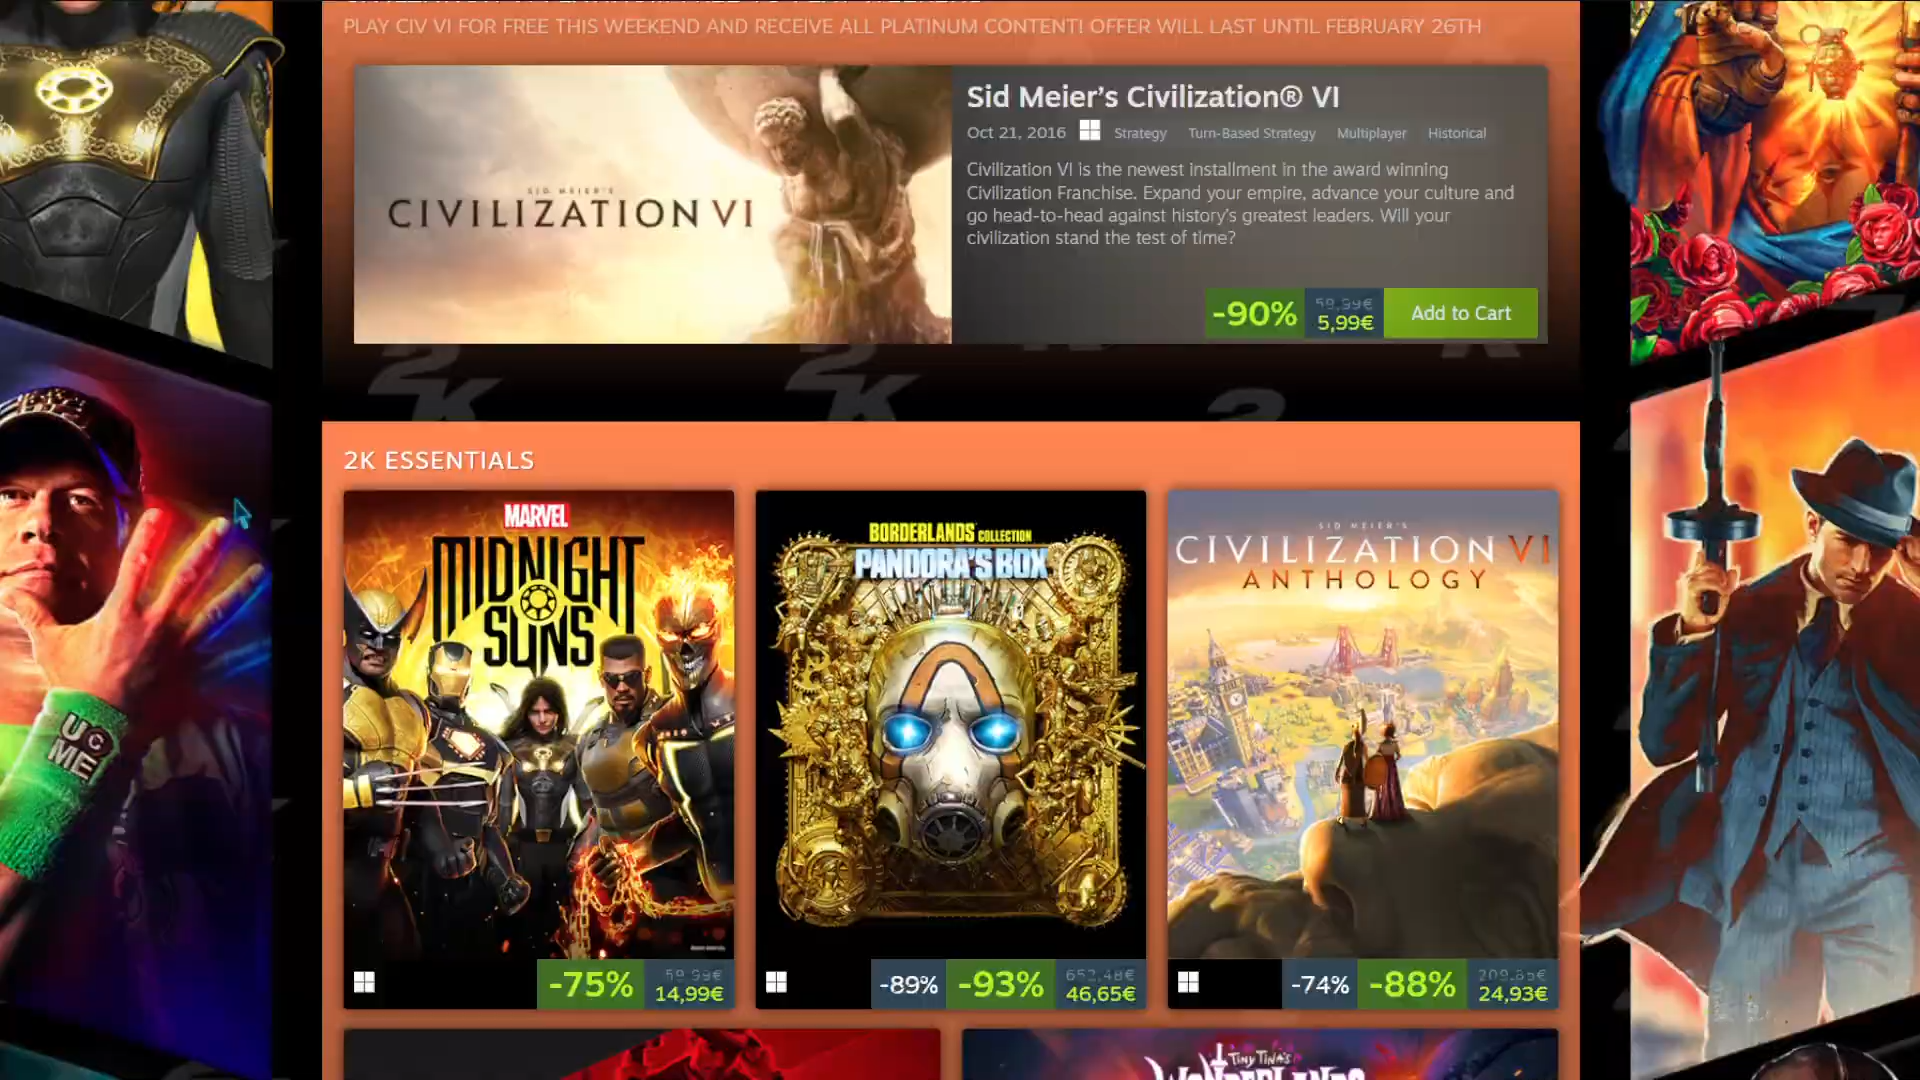 PLAY CIV VI FOR FREE THIS WEEKEND AND RECEIVE ALL PLATINUM CONTENT! OFFER WILL LAST UNTIL FEBRUARY 26TH
Sid Meier's Civilization® VI
Oct 21, 2016 Strategy Turn-Based Strategy Multiplayer Historical
Civilization VI is the newest installment in the award winning
Civilization Franchise. Expand your empire, advance your culture and
go head-to-head against history's greatest leaders. Will your
civilization stand the test of time?
SID MEIER'S
CIVILIZATION VI
-90% 59,99€ 5,99€ Add to Cart
2K
2K
2K ESSENTIALS
MARVEL
MIDNIGHT
SUNS
BORDERLANDS COLLECTION
PANDORA'S BOX
SID MEIER'S
CIVILIZATION VI
ANTHOLOGY
U C
ME
-75% 59,99€ 14,99€
-89% -93% 652,48€ 46,65€
-74% -88% 209,85€ 24,93€
TINY TINA'S
WONDERLANDS